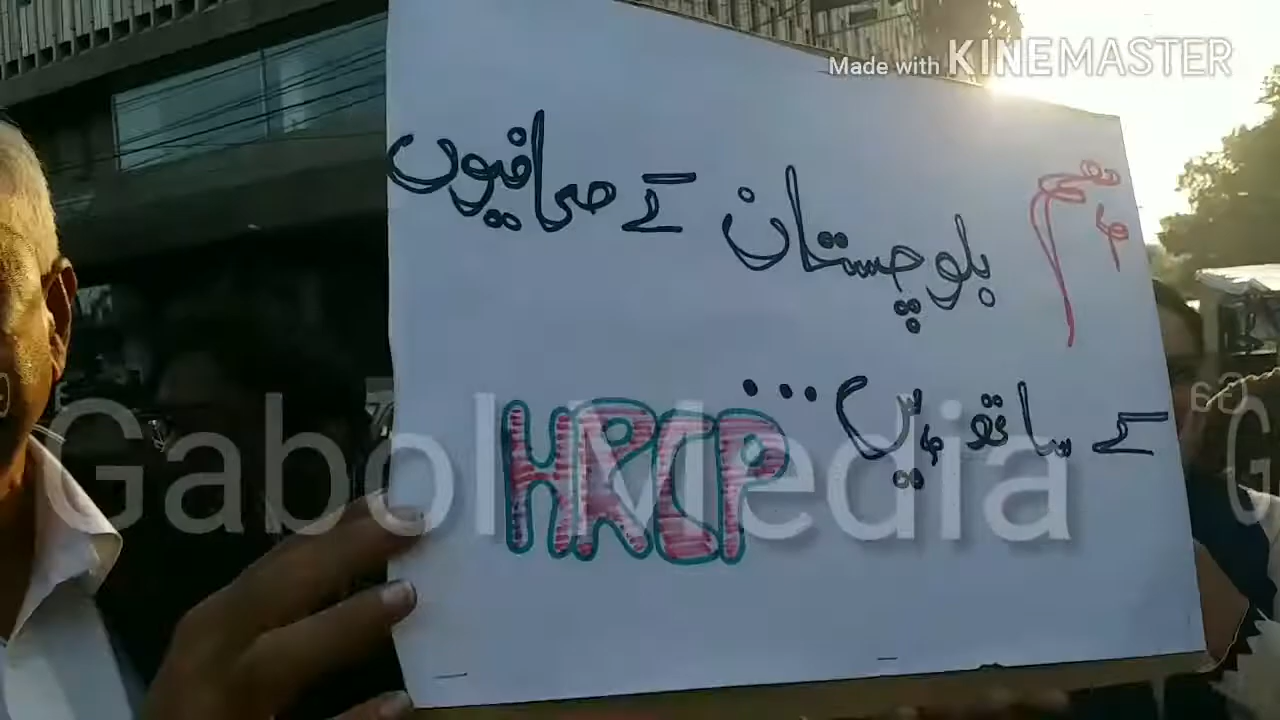 Made with KINEMASTER
ہم بلوچستان کے صحافیوں
کے ساتھ ہیں...
HRCP
Gabol Media